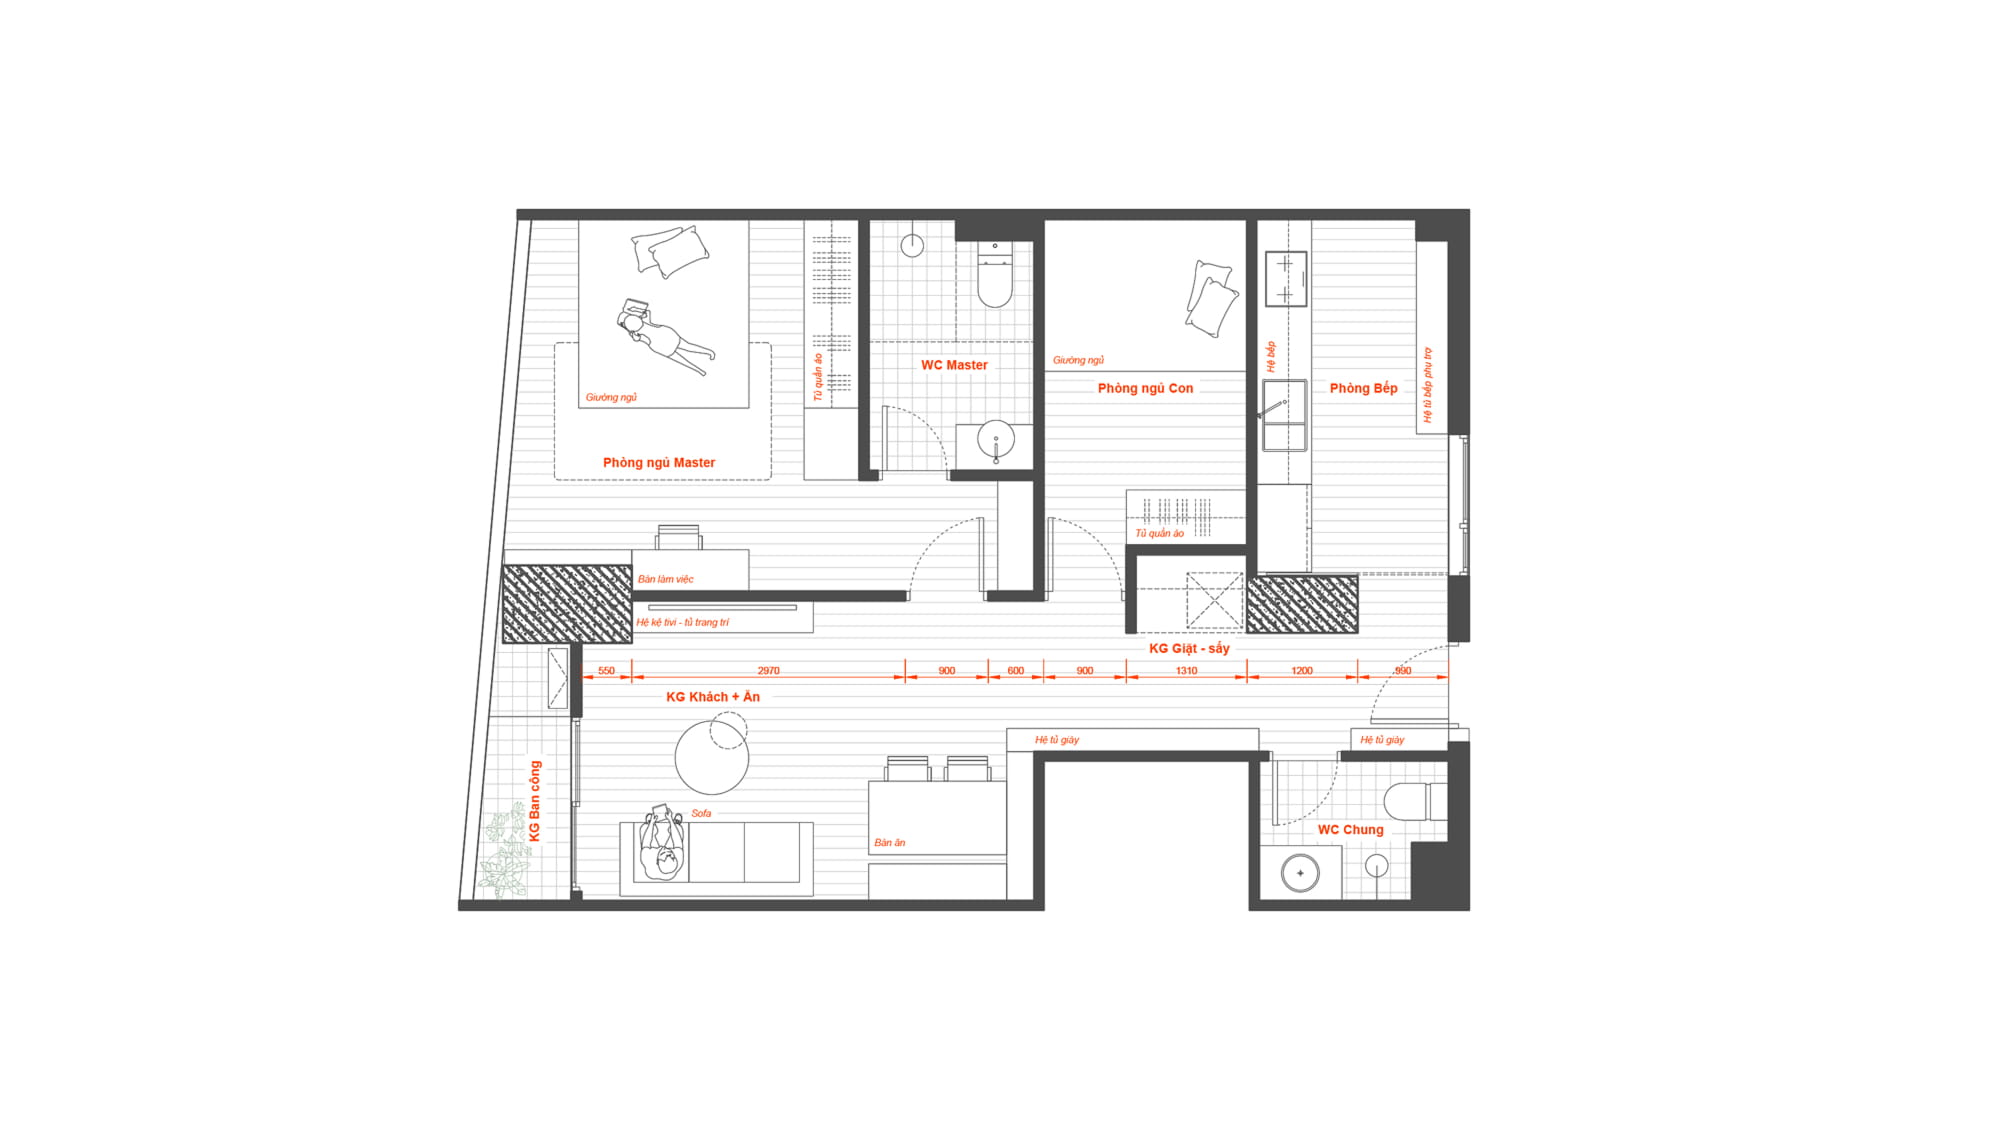 Giường ngủ
Tủ quần áo
Phòng ngủ Master
WC Master
Giường ngủ
Phòng ngủ Con
Tủ quần áo
Hệ bếp
Phòng Bếp
Hệ tủ bếp phụ trợ
Bàn làm việc
Hệ kệ tivi - tủ trang trí
KG Giặt - sấy
550 2970 900 600 900 1310 1200 990
KG Khách + Ăn
Hệ tủ giày
Hệ tủ giày
KG Ban công
Sofa
Bàn ăn
WC Chung